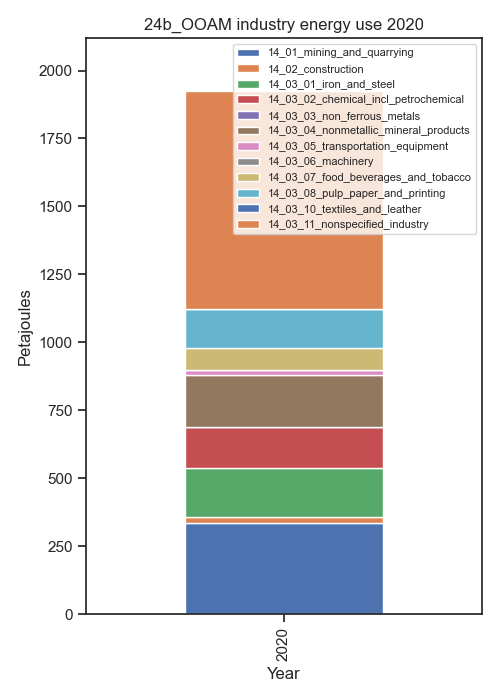 24b_OOAM industry energy use 2020
14_01_mining_and_quarrying
14_02_construction
14_03_01_iron_and_steel
14_03_02_chemical_incl_petrochemical
14_03_03_non_ferrous_metals
14_03_04_nonmetallic_mineral_products
14_03_05_transportation_equipment
14_03_06_machinery
14_03_07_food_beverages_and_tobacco
14_03_08_pulp_paper_and_printing
14_03_10_textiles_and_leather
14_03_11_nonspecified_industry
2000
1750
1500
1250
1000
750
500
250
0
Petajoules
2020
Year